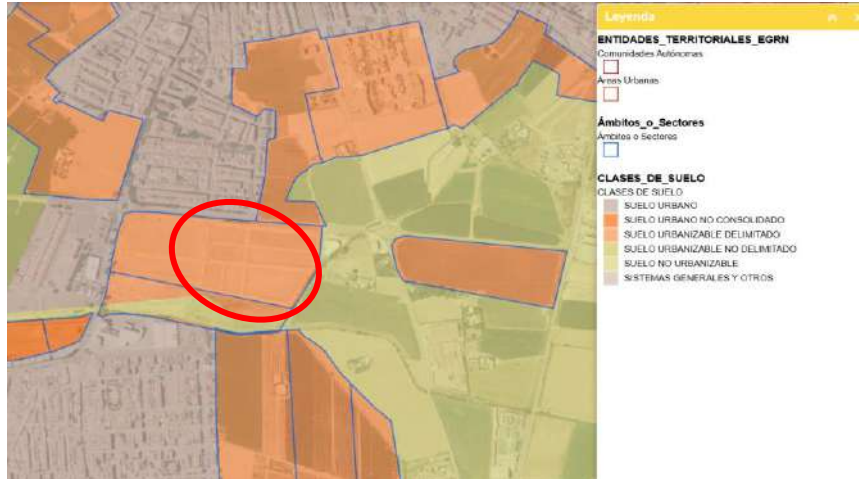 Leyenda
ENTIDADES_TERRITORIALES_EGRN
Comunidades Autónomas
Áreas Urbanas
Ámbitos_o_Sectores
Ámbitos o Sectores
CLASES_DE_SUELO
CLASES DE SUELO
SUELO URBANO
SUELO URBANO NO CONSOLIDADO
SUELO URBANIZABLE DELIMITADO
SUELO URBANIZABLE NO DELIMITADO
SUELO NO URBANIZABLE
SISTEMAS GENERALES Y OTROS